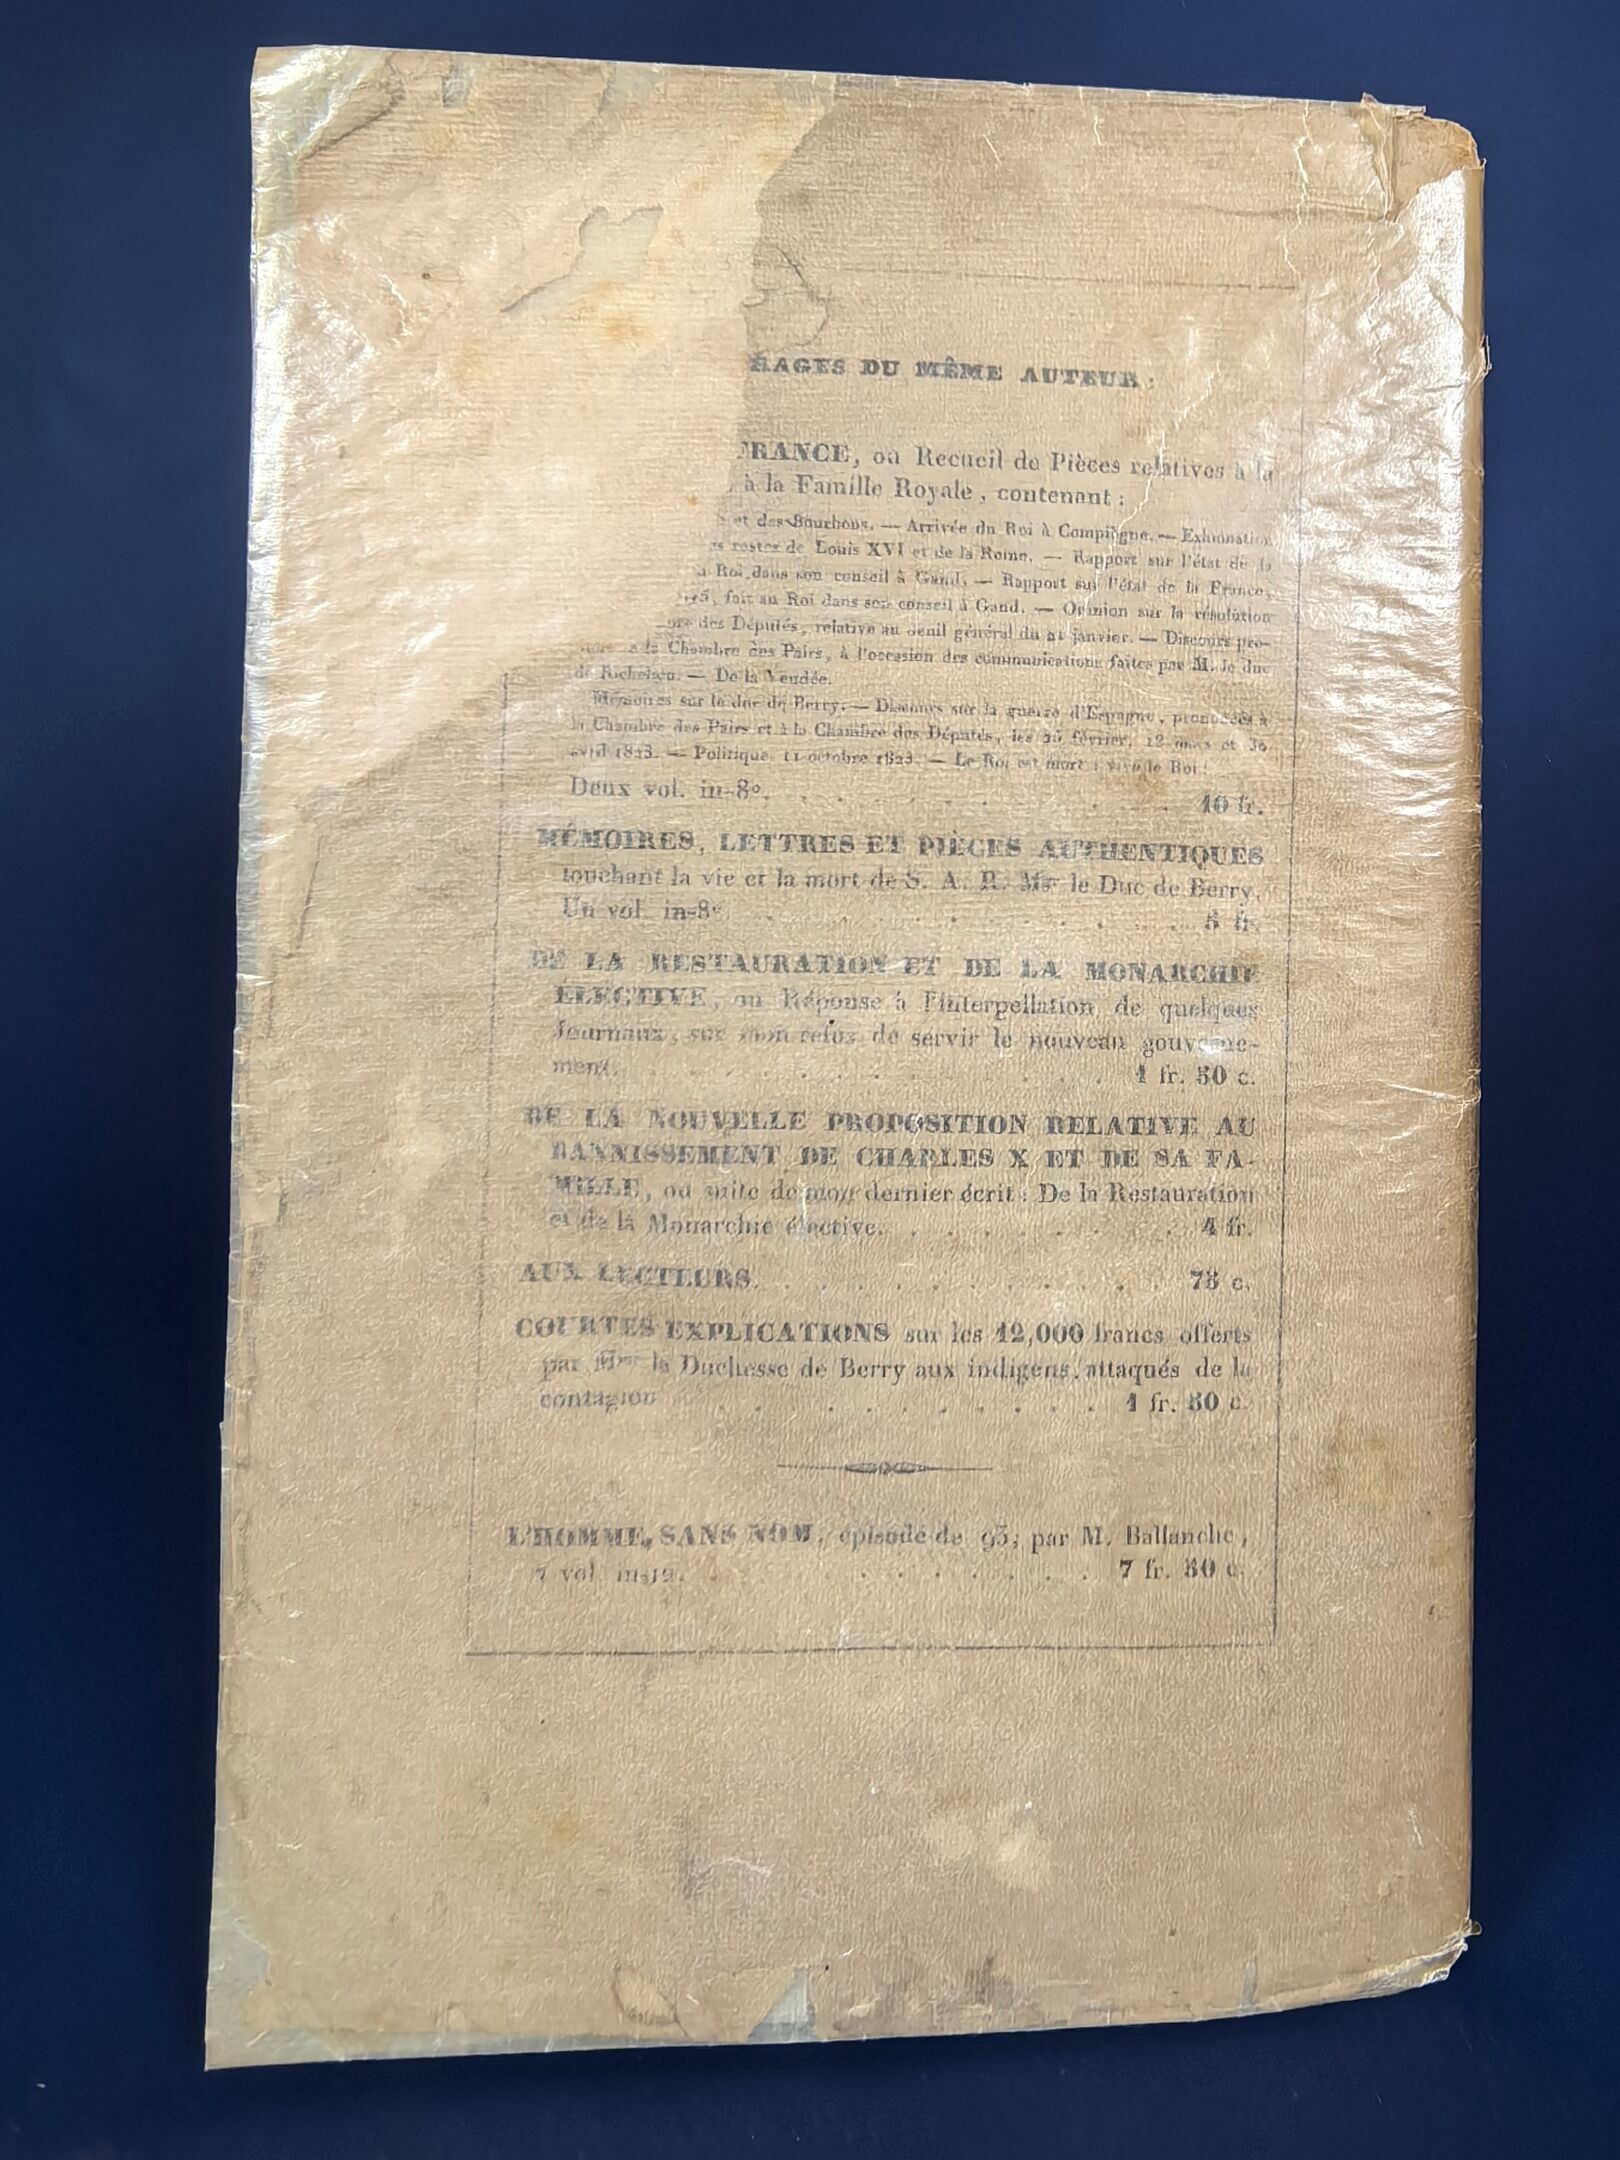 RAGES DU MÊME AUTEUR :
FRANCE, ou Recueil de Pièces relatives à la
à la Famille Royale, contenant :
et des Bourbons. — Arrivée du Roi à Compiègne. — Exhumation
restes de Louis XVI et de la Reine. — Rapport sur l'état de la
Roi dans son conseil à Gand. — Rapport sur l'état de la France,
fait au Roi dans son conseil à Gand. — Opinion sur la résolution
des Députés, relative au deuil général du 21 janvier. — Discours pro-
à la Chambre des Pairs, à l'occasion des communications faites par M. le duc
de Richelieu. — De la Vendée.
Mémoires sur le duc de Berry. — Discours sur la guerre d'Espagne, prononcés à
la Chambre des Pairs et à la Chambre des Députés, les 25 février, 12 mars et 30
avril 1823. — Politique, 11 octobre 1823. — Le Roi est mort : vive le Roi !
Deux vol. in-8°. . . . . . . . . . . 10 fr.
MÉMOIRES, LETTRES ET PIÈCES AUTHENTIQUES
touchant la vie et la mort de S. A. R. Mgr le Duc de Berry.
Un vol. in-8°. . . . . . . . . . . 5 fr.
DE LA RESTAURATION ET DE LA MONARCHIE
ÉLECTIVE, ou Réponse à l'interpellation de quelques
Journaux, sur mon refus de servir le nouveau gouverne-
ment. . . . . . . . . . . 1 fr. 50 c.
DE LA NOUVELLE PROPOSITION RELATIVE AU
BANNISSEMENT DE CHARLES X ET DE SA FA-
MILLE, ou suite de mon dernier écrit : De la Restauration
et de la Monarchie élective. . . . . . . . . 4 fr.
AUX LECTEURS. . . . . . . . . . . 75 c.
COURTES EXPLICATIONS sur les 12,000 francs offerts
par Mme la Duchesse de Berry aux indigens attaqués de la
contagion . . . . . . . . . . 1 fr. 50 c.
L'HOMME SANS NOM, épisode de 93, par M. Ballanche,
vol. in-12. . . . . . . . . . 7 fr. 50 c.